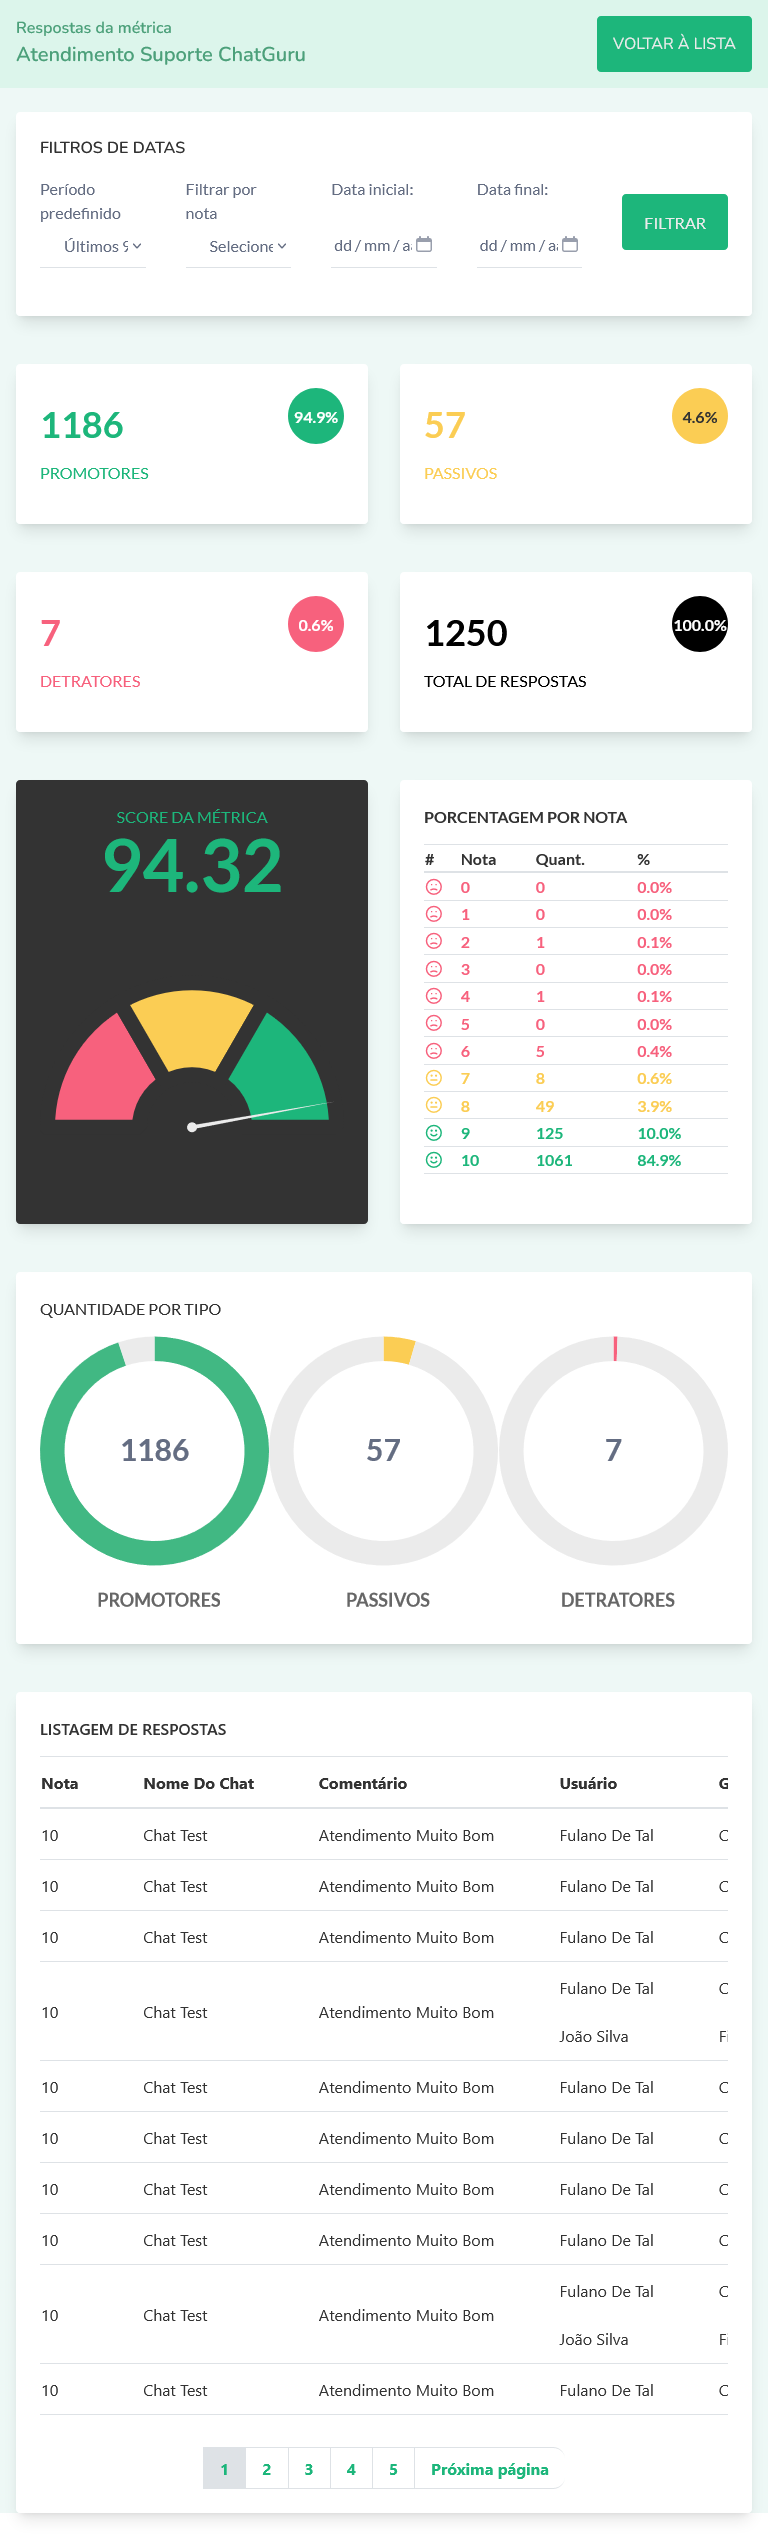 Respostas da métrica
Atendimento Suporte ChatGuru
VOLTAR À LISTA
FILTROS DE DATAS
Período predefinido
Filtrar por nota
Data inicial:
Data final:
Últimos
Selecione
dd / mm /
dd / mm /
FILTRAR
1186
94.9%
PROMOTORES
57
4.6%
PASSIVOS
7
0.6%
DETRATORES
1250
100.0%
TOTAL DE RESPOSTAS
SCORE DA MÉTRICA
94.32
PORCENTAGEM POR NOTA
# Nota Quant. %
0 0 0.0%
1 0 0.0%
2 1 0.1%
3 0 0.0%
4 1 0.1%
5 0 0.0%
6 5 0.4%
7 8 0.6%
8 49 3.9%
9 125 10.0%
10 1061 84.9%
QUANTIDADE POR TIPO
1186 57 7
PROMOTORES PASSIVOS DETRATORES
LISTAGEM DE RESPOSTAS
Nota Nome Do Chat Comentário Usuário
10 Chat Test Atendimento Muito Bom Fulano De Tal
10 Chat Test Atendimento Muito Bom Fulano De Tal
10 Chat Test Atendimento Muito Bom Fulano De Tal
Fulano De Tal
10 Chat Test Atendimento Muito Bom
João Silva
10 Chat Test Atendimento Muito Bom Fulano De Tal
10 Chat Test Atendimento Muito Bom Fulano De Tal
10 Chat Test Atendimento Muito Bom Fulano De Tal
10 Chat Test Atendimento Muito Bom Fulano De Tal
Fulano De Tal
10 Chat Test Atendimento Muito Bom
João Silva
10 Chat Test Atendimento Muito Bom Fulano De Tal
1 2 3 4 5 Próxima página